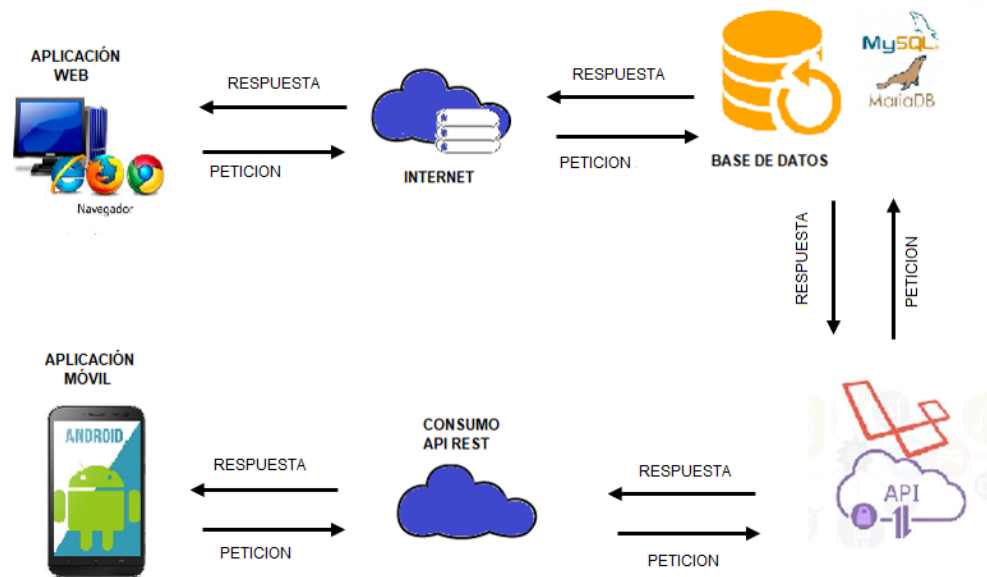 APLICACIÓN
WEB
RESPUESTA
PETICION
Navegador
INTERNET
RESPUESTA
PETICION
MySQL
MariaDB
BASE DE DATOS
RESPUESTA
PETICION
APLICACIÓN
MÓVIL
ANDROID
RESPUESTA
PETICION
CONSUMO
API REST
RESPUESTA
PETICION
API